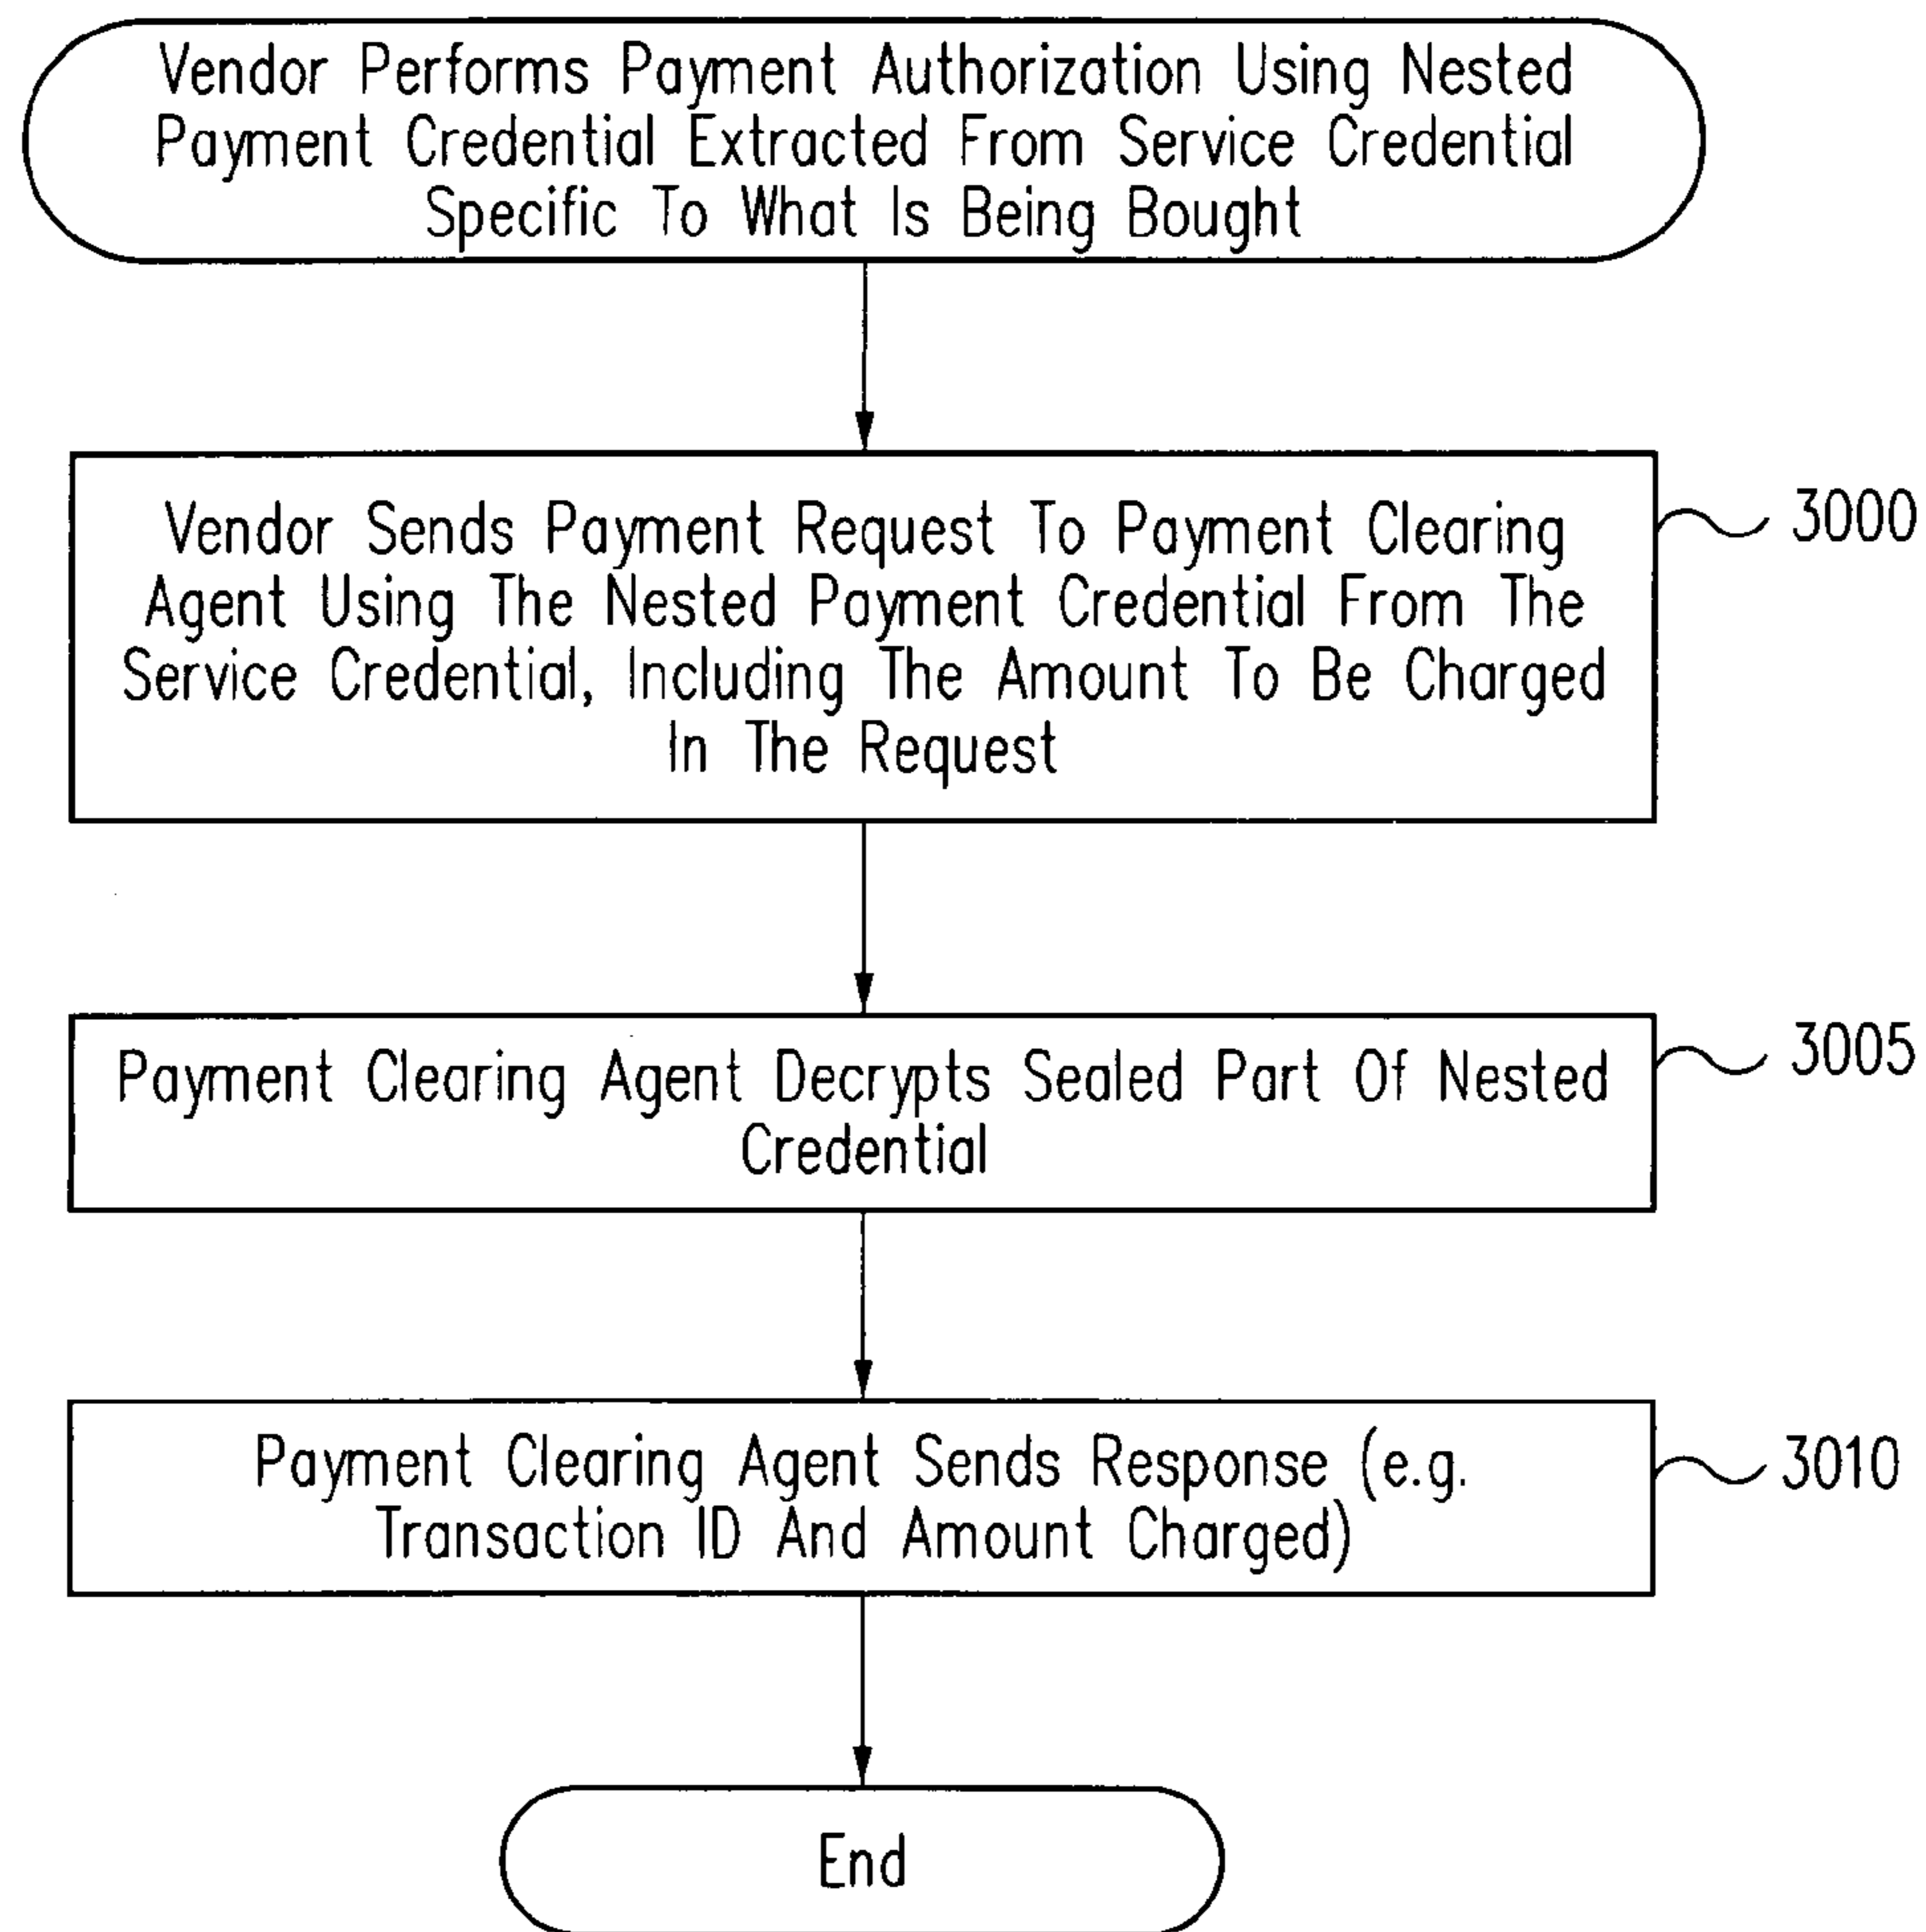 Vendor Performs Payment Authorization Using Nested
Payment Credential Extracted From Service Credential
Specific To What Is Being Bought
Vendor Sends Payment Request To Payment Clearing
Agent Using The Nested Payment Credential From The
Service Credential, Including The Amount To Be Charged
In The Request
3000
Payment Clearing Agent Decrypts Sealed Part Of Nested
Credential
3005
Payment Clearing Agent Sends Response (e.g.
Transaction ID And Amount Charged)
3010
End